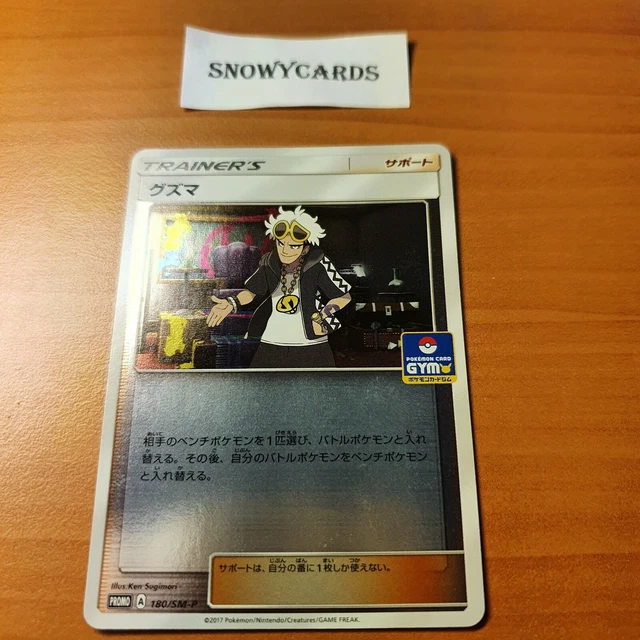 SNOWYCARDS
TRAINER'S
サポート
グズマ
POKÉMON CARD
GYM
ポケモンカードジム
相手のベンチポケモンを1匹選び、バトルポケモンと入れ
替える。その後、自分のバトルポケモンをベンチポケモン
と入れ替える。
サポートは、自分の番に1枚しか使えない。
Illus.Ken Sugimori
PROMO A 180/SM-P
©2017 Pokémon/Nintendo/Creatures/GAME FREAK.